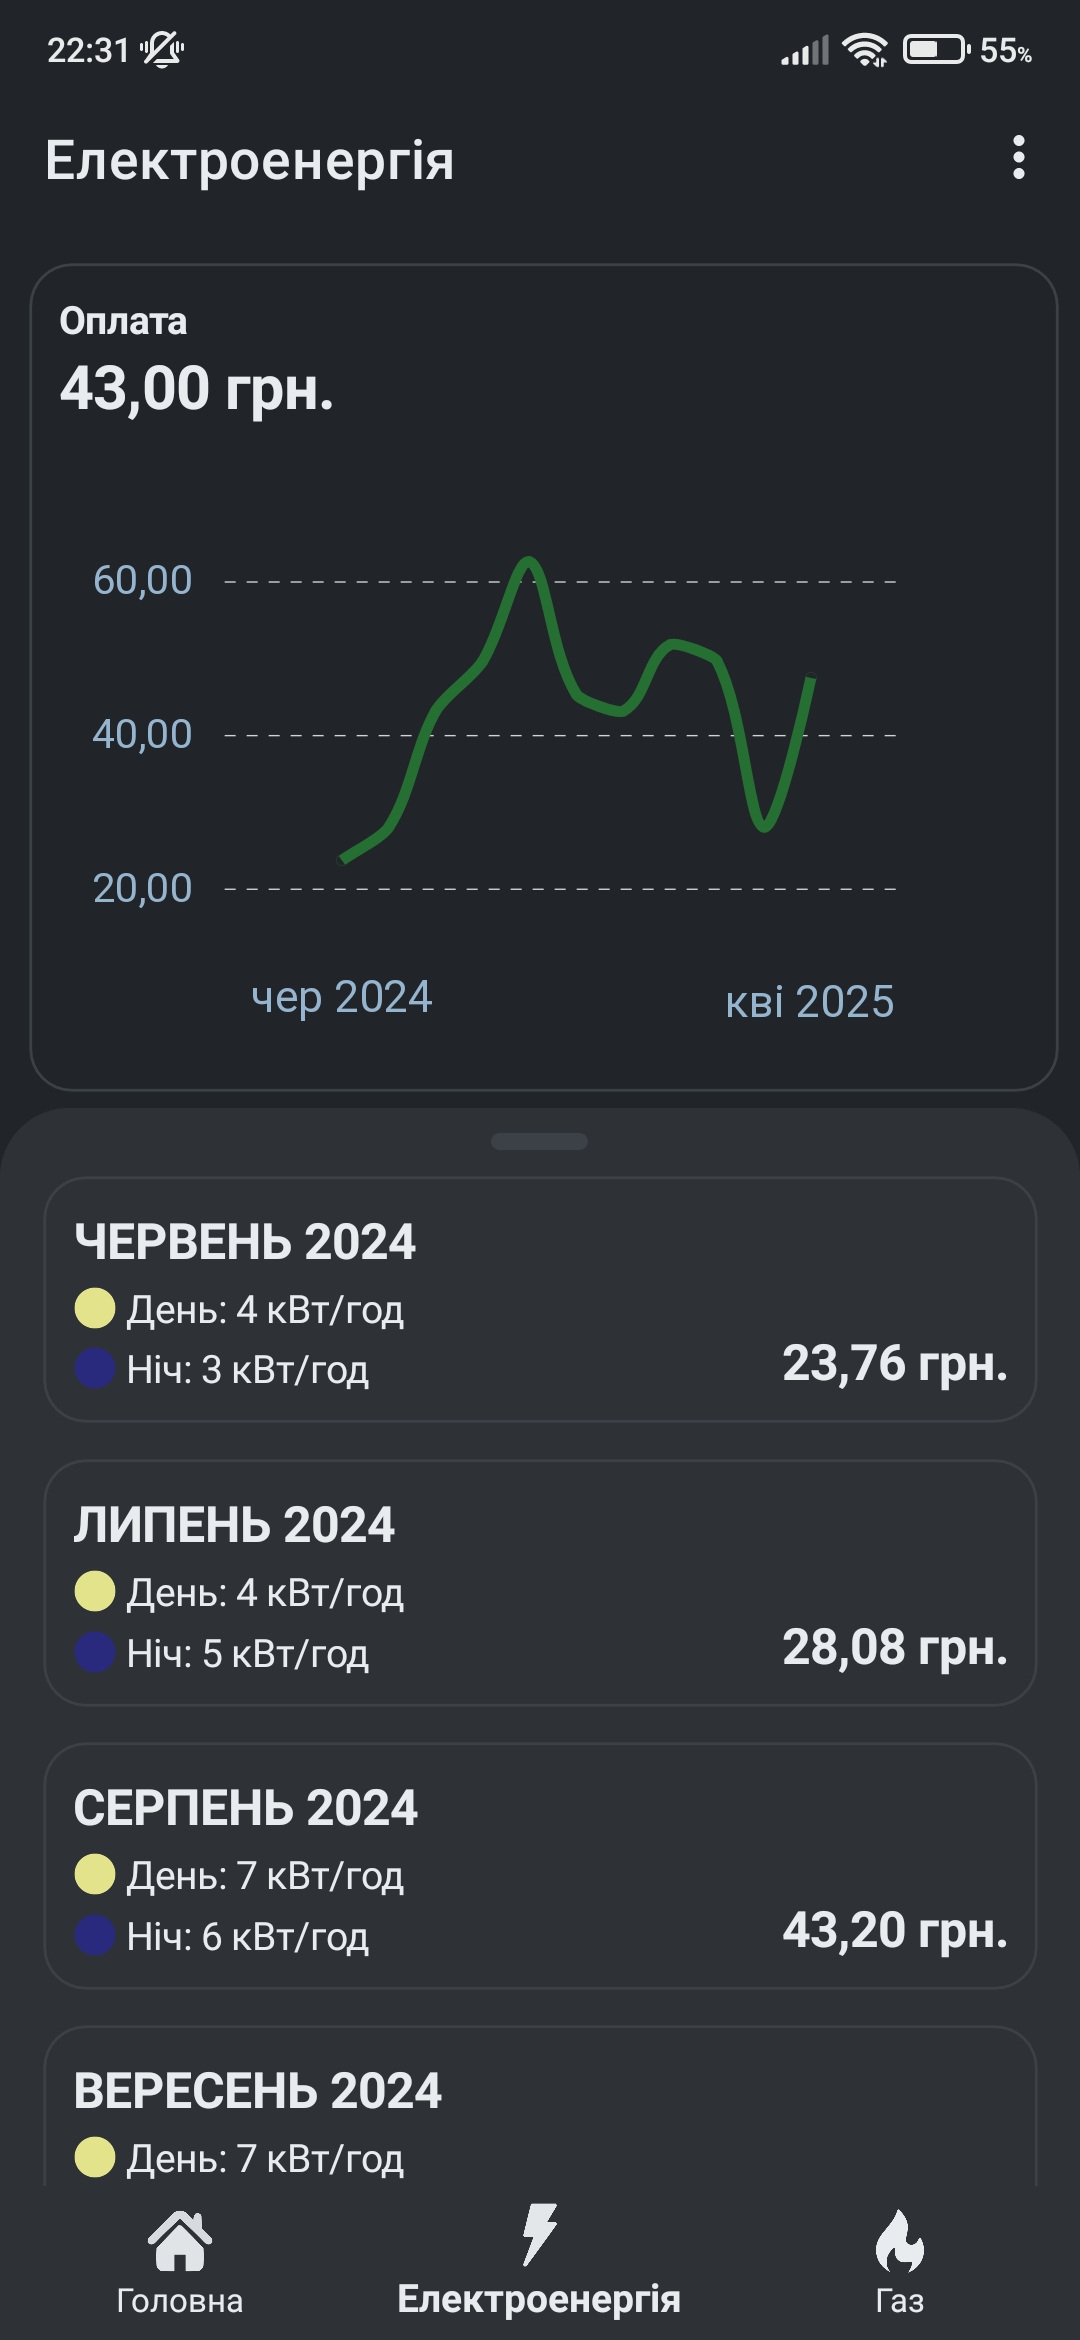 22:31
55%
Електроенергія
Оплата
43,00 грн.
60,00
40,00
20,00
чер 2024
кві 2025
ЧЕРВЕНЬ 2024
День: 4 кВт/год
Ніч: 3 кВт/год
23,76 грн.
ЛИПЕНЬ 2024
День: 4 кВт/год
Ніч: 5 кВт/год
28,08 грн.
СЕРПЕНЬ 2024
День: 7 кВт/год
Ніч: 6 кВт/год
43,20 грн.
ВЕРЕСЕНЬ 2024
День: 7 кВт/год
Головна
Електроенергія
Газ